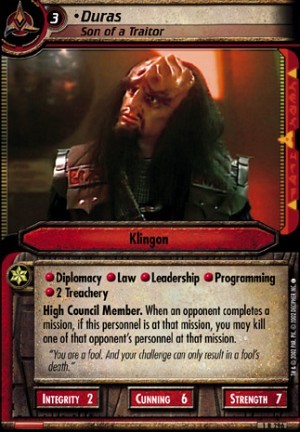 3
•Duras
Son of a Traitor
Klingon
Diplomacy Law Leadership Programming
2 Treachery
High Council Member. When an opponent completes a
mission, if this personnel is at that mission, you may kill
one of that opponent's personnel at that mission.
"You are a fool. And your challenge can only result in a fool's
death."
INTEGRITY 2 CUNNING 6 STRENGTH 7